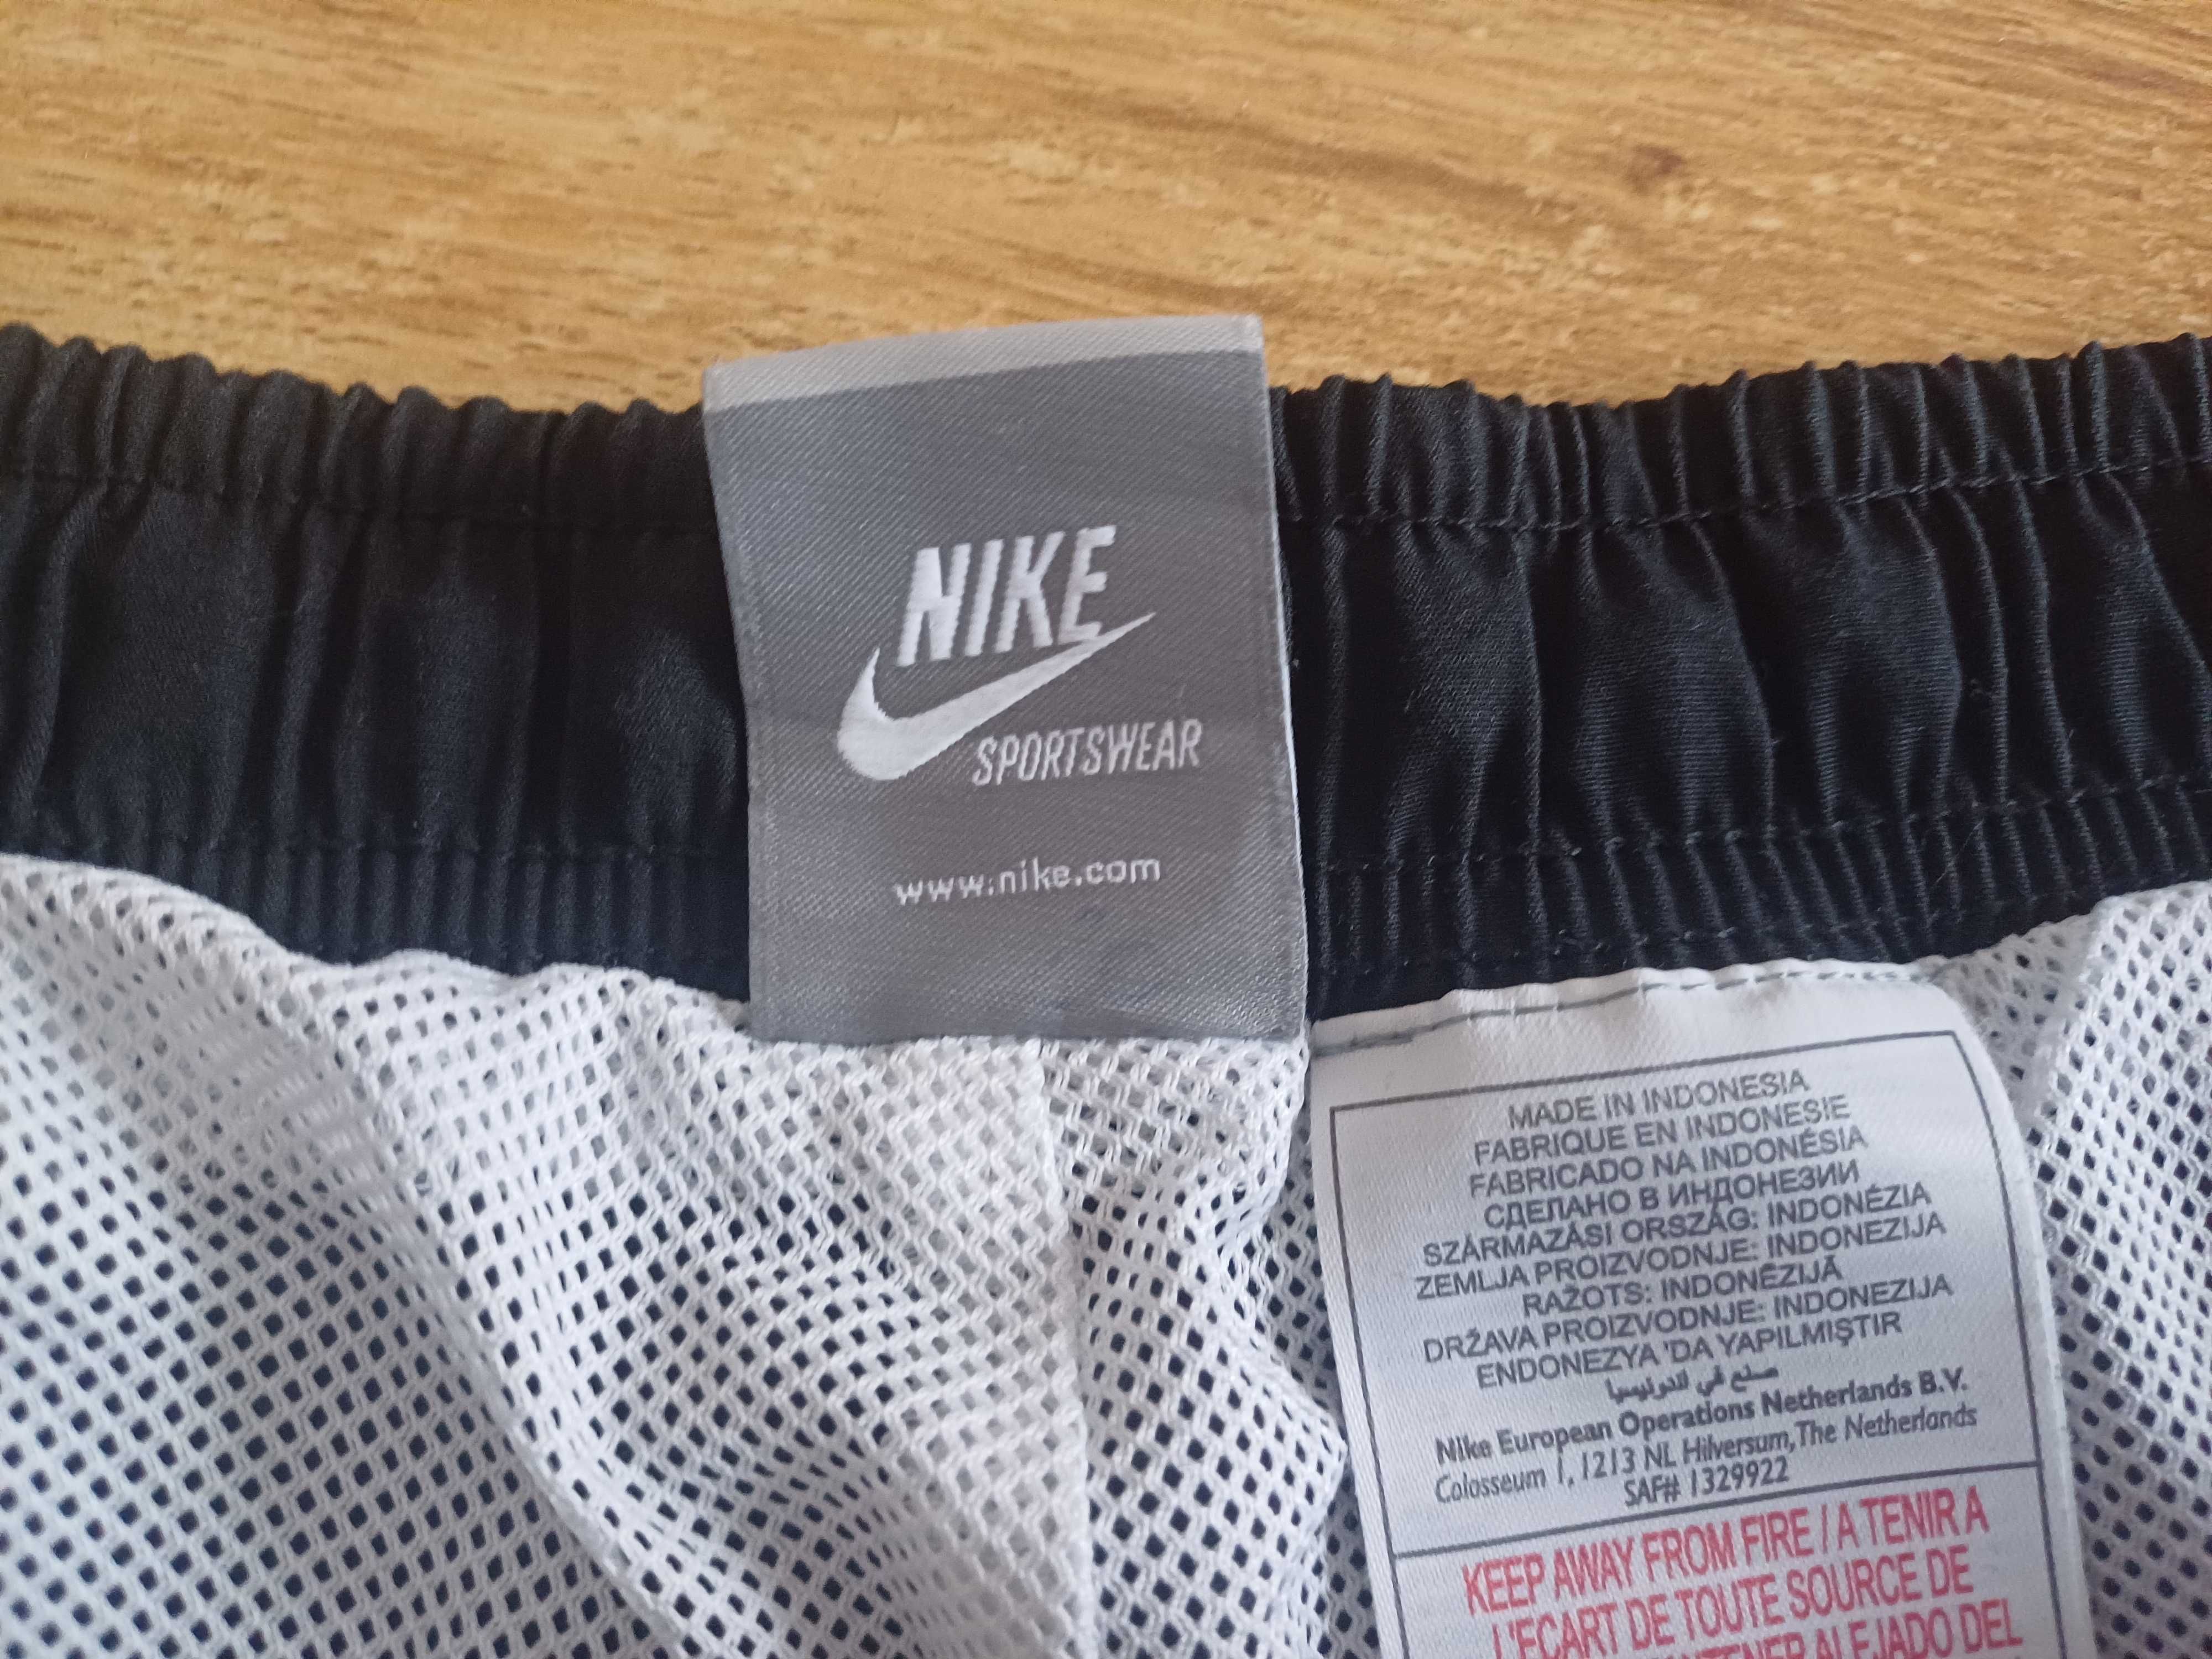 NIKE
SPORTSWEAR
www.nike.com
MADE IN INDONESIA
FABRIQUE EN INDONESIE
FABRICADO NA INDONÉSIA
СДЕЛАНО В ИНДОНЕЗИИ
SZÁRMAZÁSI ORSZÁG: INDONÉZIA
ZEMLJA PROIZVODNJE: INDONEZIJA
RAŽOTS: INDONĒZIJĀ
DRŽAVA PROIZVODNJE: INDONEZIJA
ENDONEZYA 'DA YAPILMIŞTIR
صنع في اندونيسيا
Nike European Operations Netherlands B.V.
Colosseum 1, 1213 NL Hilversum, The Netherlands
SAF# 1329922
KEEP AWAY FROM FIRE / A TENIR A
L'ECART DE TOUTE SOURCE DE
ALEJADO DEL